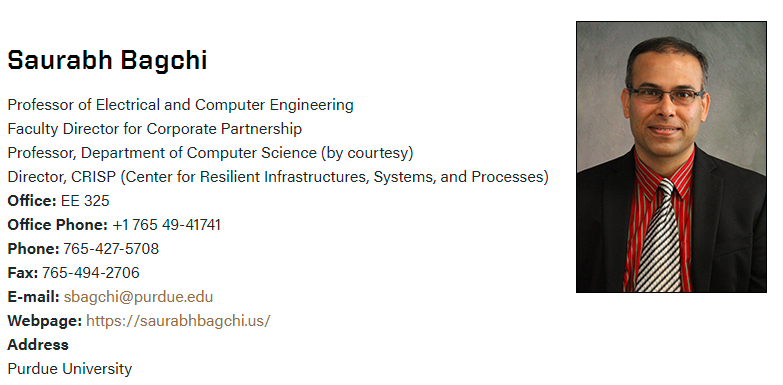 Saurabh Bagchi
Professor of Electrical and Computer Engineering
Faculty Director for Corporate Partnership
Professor, Department of Computer Science (by courtesy)
Director, CRISP (Center for Resilient Infrastructures, Systems, and Processes)
Office: EE 325
Office Phone: +1 765 49-41741
Phone: 765-427-5708
Fax: 765-494-2706
E-mail: sbagchi@purdue.edu
Webpage: https://saurabhbagchi.us/
Address
Purdue University